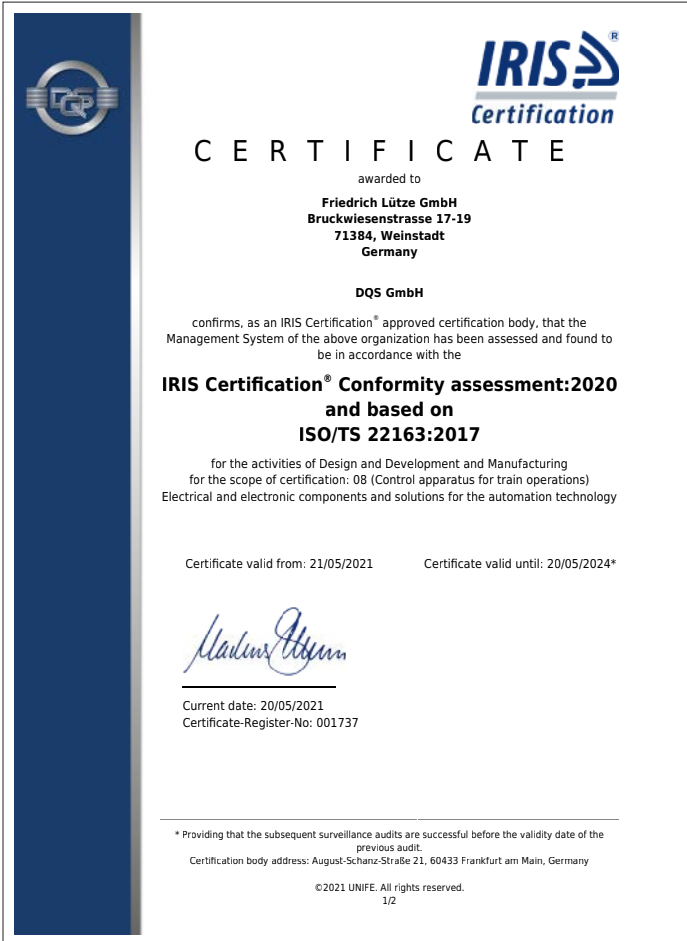 DQS
IRIS
®
Certification
CERTIFICATE
awarded to
Friedrich Lütze GmbH
Bruckwiesenstrasse 17-19
71384, Weinstadt
Germany
DQS GmbH
confirms, as an IRIS Certification® approved certification body, that the
Management System of the above organization has been assessed and found to
be in accordance with the
IRIS Certification® Conformity assessment:2020
and based on
ISO/TS 22163:2017
for the activities of Design and Development and Manufacturing
for the scope of certification: 08 (Control apparatus for train operations)
Electrical and electronic components and solutions for the automation technology
Certificate valid from: 21/05/2021 Certificate valid until: 20/05/2024*
Current date: 20/05/2021
Certificate-Register-No: 001737
* Providing that the subsequent surveillance audits are successful before the validity date of the
previous audit.
Certification body address: August-Schanz-Straße 21, 60433 Frankfurt am Main, Germany
©2021 UNIFE. All rights reserved.
1/2